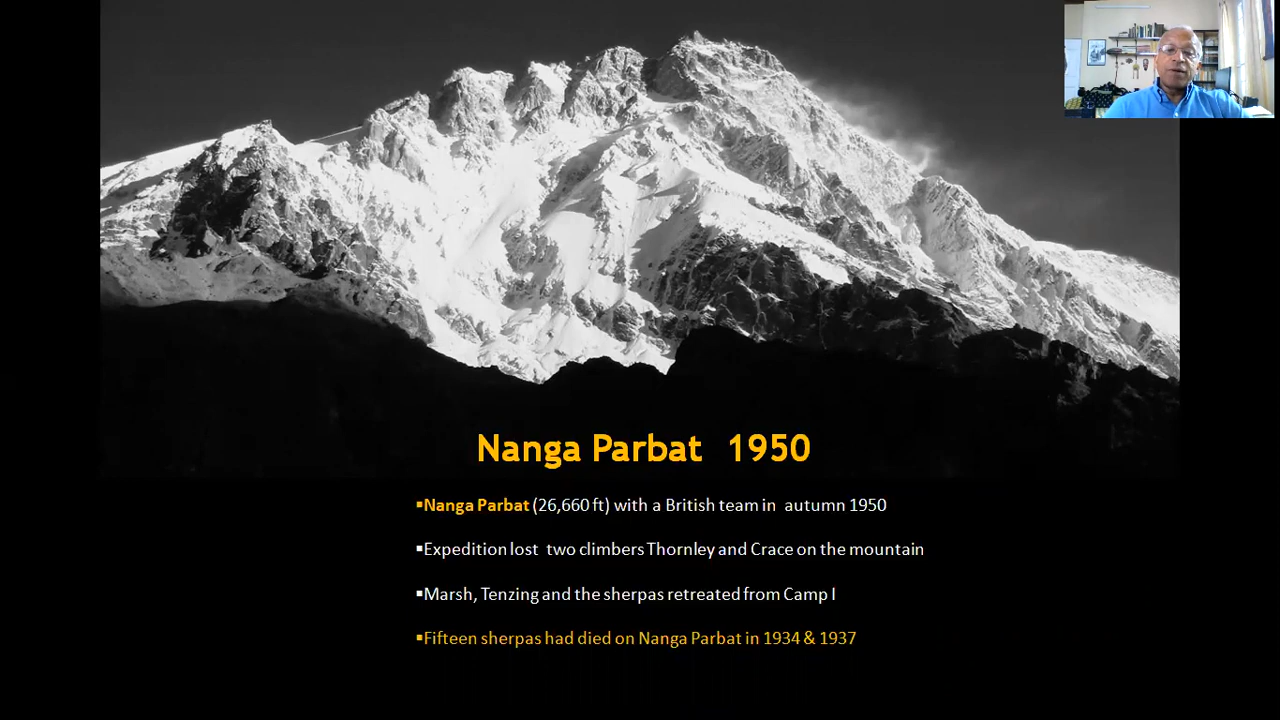 Nanga Parbat 1950
▪Nanga Parbat (26,660 ft) with a British team in autumn 1950
▪Expedition lost two climbers Thornley and Crace on the mountain
▪Marsh, Tenzing and the sherpas retreated from Camp I
▪Fifteen sherpas had died on Nanga Parbat in 1934 & 1937